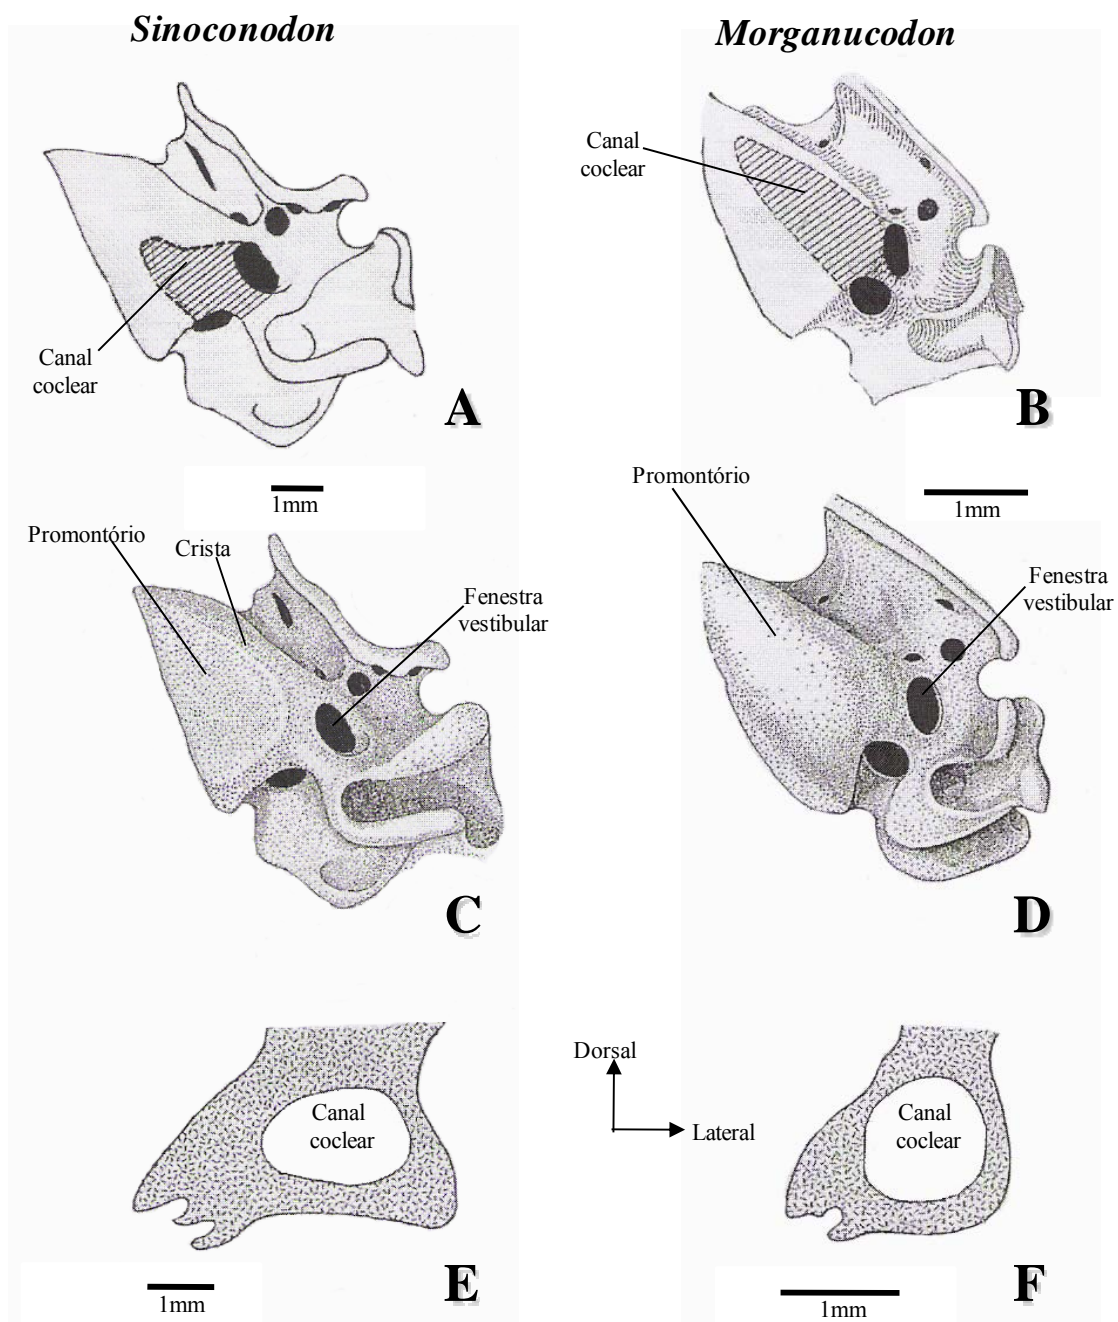 Sinoconodon
Morganucodon
Canal
coclear
Canal
coclear
A
B
1mm
1mm
Promontório
Crista
Fenestra
vestibular
Promontório
Fenestra
vestibular
C
D
Canal
coclear
Dorsal
Lateral
Canal
coclear
E
F
1mm
1mm